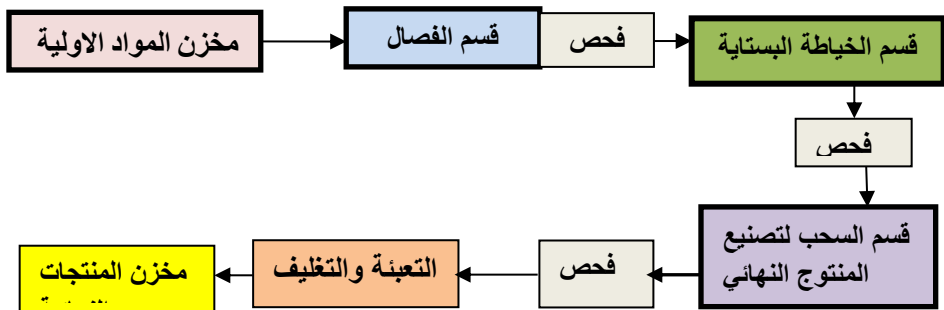 مخزن المواد الاولية
قسم الفصال
فحص
قسم الخياطة البستاية
فحص
قسم السحب لتصنيع
المنتوج النهائي
فحص
التعبئة والتغليف
مخزن المنتجات